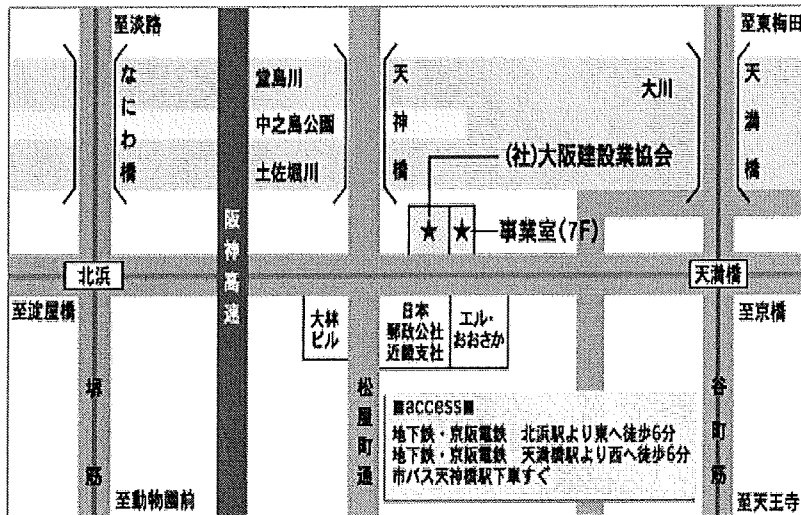 至淡路
至東梅田
なにわ橋
堂島川
中之島公園
土佐堀川
天神橋
大川
天満橋
(社)大阪建設業協会
事業室(7F)
阪神高速
北浜
天満橋
至淀屋橋
至京橋
大林
ビル
日本
郵政公社
近畿支社
エル・
おおさか
堺筋
松屋町通
谷町筋
■access■
地下鉄・京阪電鉄 北浜駅より東へ徒歩6分
地下鉄・京阪電鉄 天満橋駅より西へ徒歩6分
市バス天神橋駅下車すぐ
至動物園前
至天王寺